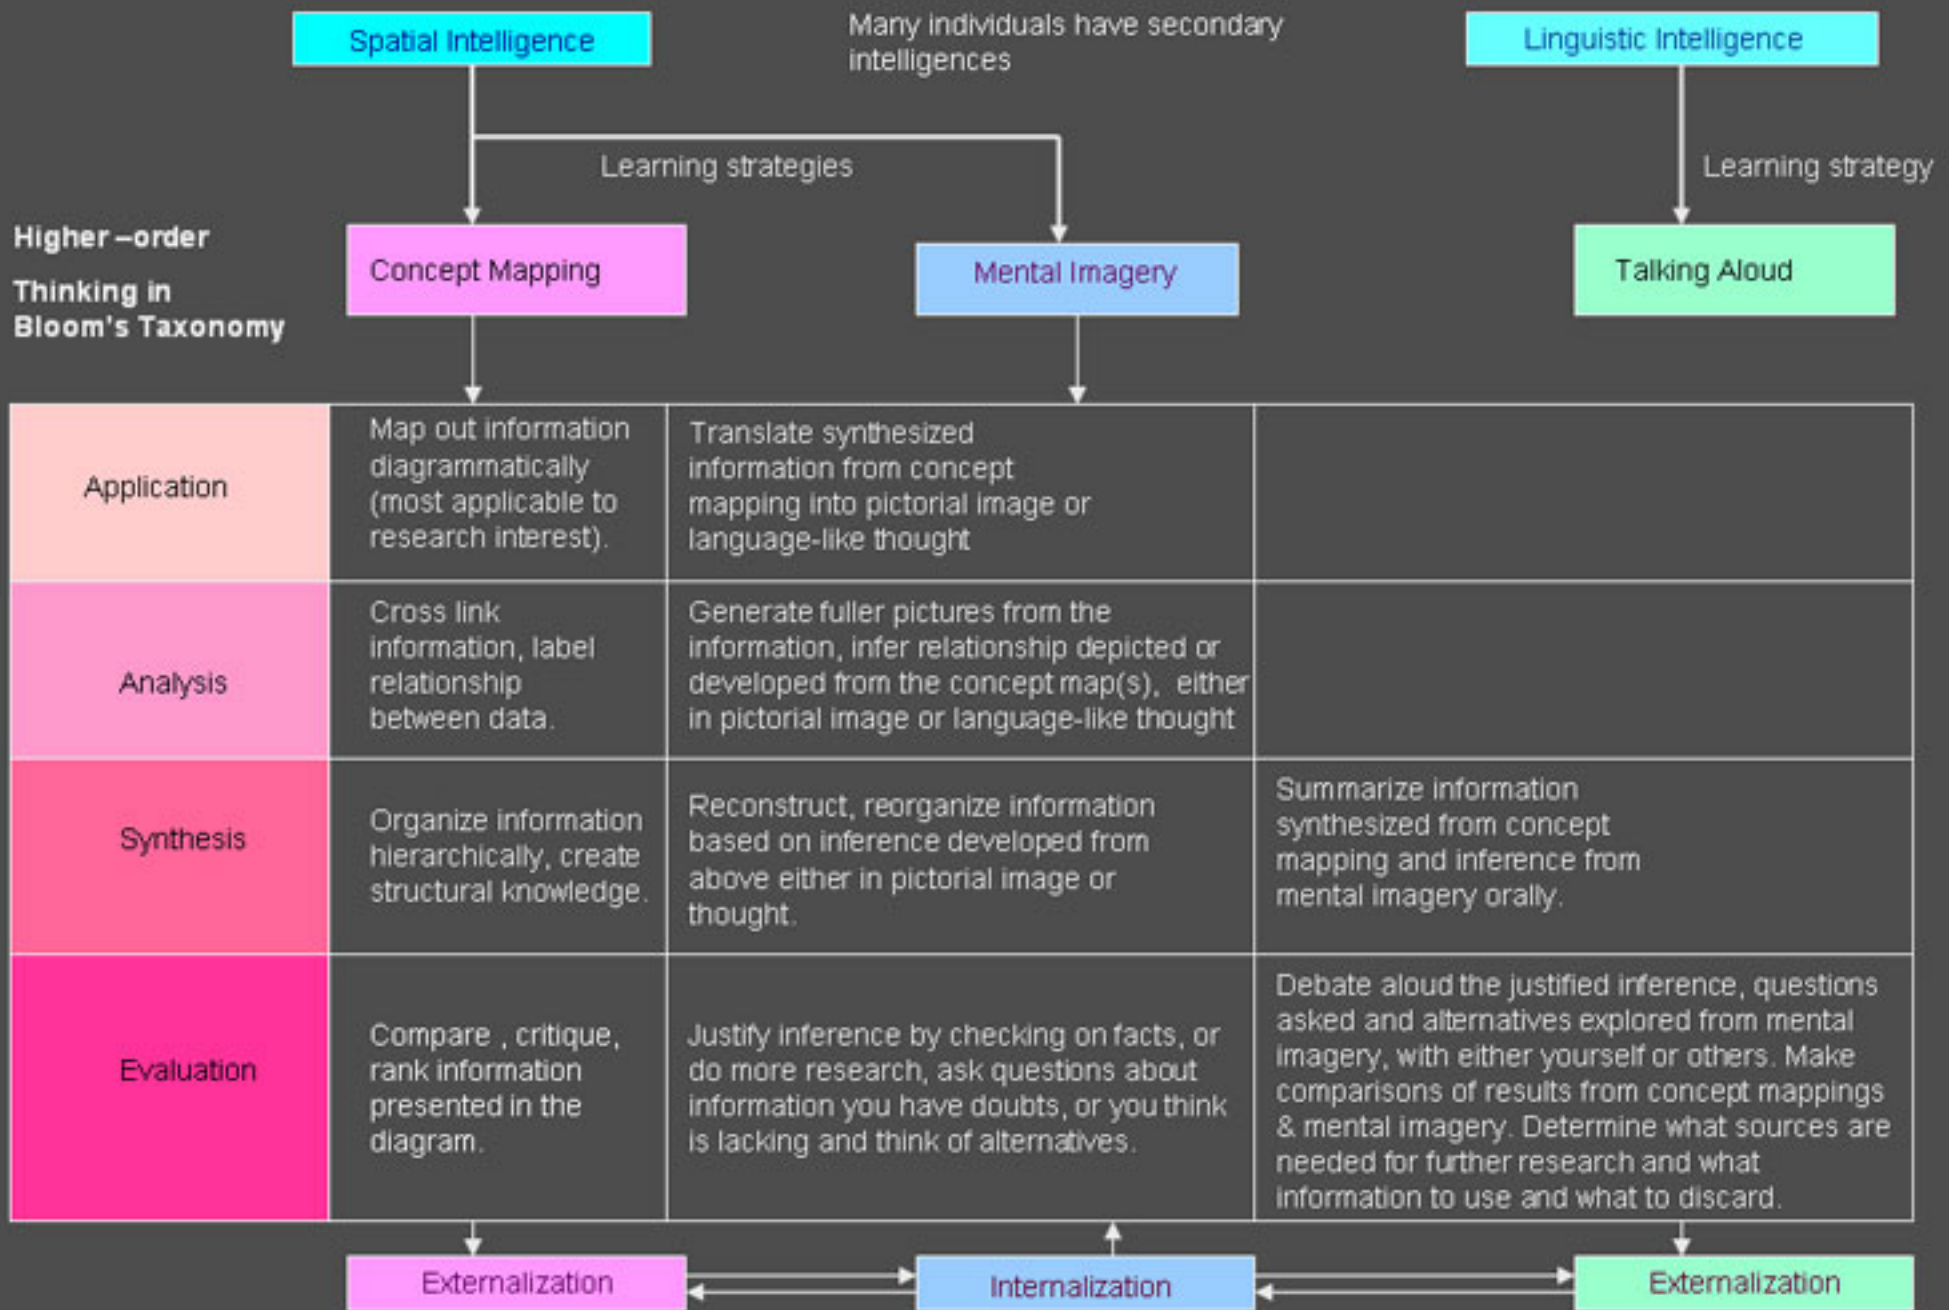 Spatial Intelligence
Many individuals have secondary
intelligences
Linguistic Intelligence
Learning strategies
Learning strategy
Higher –order
Thinking in
Bloom's Taxonomy
Concept Mapping
Mental Imagery
Talking Aloud
Application
Map out information
diagrammatically
(most applicable to
research interest).
Translate synthesized
information from concept
mapping into pictorial image or
language-like thought
Analysis
Cross link
information, label
relationship
between data.
Generate fuller pictures from the
information, infer relationship depicted or
developed from the concept map(s),  either
in pictorial image or language-like thought
Synthesis
Organize information
hierarchically, create
structural knowledge.
Reconstruct, reorganize information
based on inference developed from
above either in pictorial image or
thought.
Summarize information
synthesized from concept
mapping and inference from
mental imagery orally.
Evaluation
Compare , critique,
rank information
presented in the
diagram.
Justify inference by checking on facts, or
do more research, ask questions about
information you have doubts, or you think
is lacking and think of alternatives.
Debate aloud the justified inference, questions
asked and alternatives explored from mental
imagery, with either yourself or others. Make
comparisons of results from concept mappings
& mental imagery. Determine what sources are
needed for further research and what
information to use and what to discard.
Externalization
Internalization
Externalization